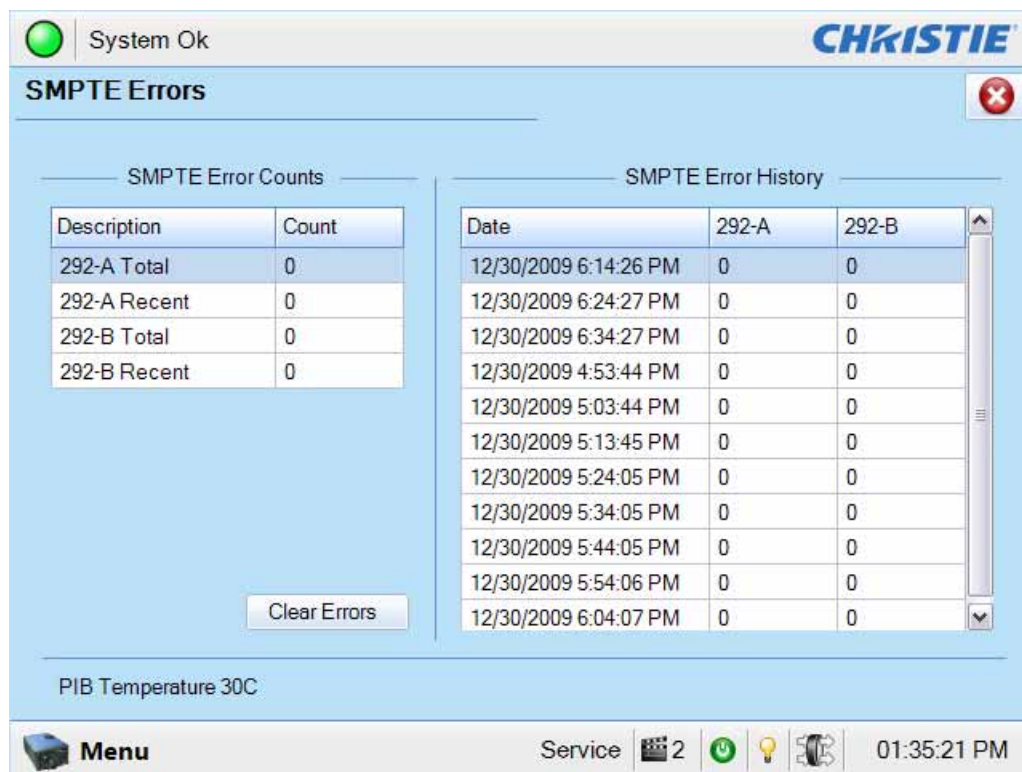 System Ok
CHRISTIE
SMPTE Errors
SMPTE Error Counts
Description Count
292-A Total 0
292-A Recent 0
292-B Total 0
292-B Recent 0
Clear Errors
SMPTE Error History
Date 292-A 292-B
12/30/2009 6:14:26 PM 0 0
12/30/2009 6:24:27 PM 0 0
12/30/2009 6:34:27 PM 0 0
12/30/2009 4:53:44 PM 0 0
12/30/2009 5:03:44 PM 0 0
12/30/2009 5:13:45 PM 0 0
12/30/2009 5:24:05 PM 0 0
12/30/2009 5:34:05 PM 0 0
12/30/2009 5:44:05 PM 0 0
12/30/2009 5:54:06 PM 0 0
12/30/2009 6:04:07 PM 0 0
PIB Temperature 30C
Menu Service 2 01:35:21 PM